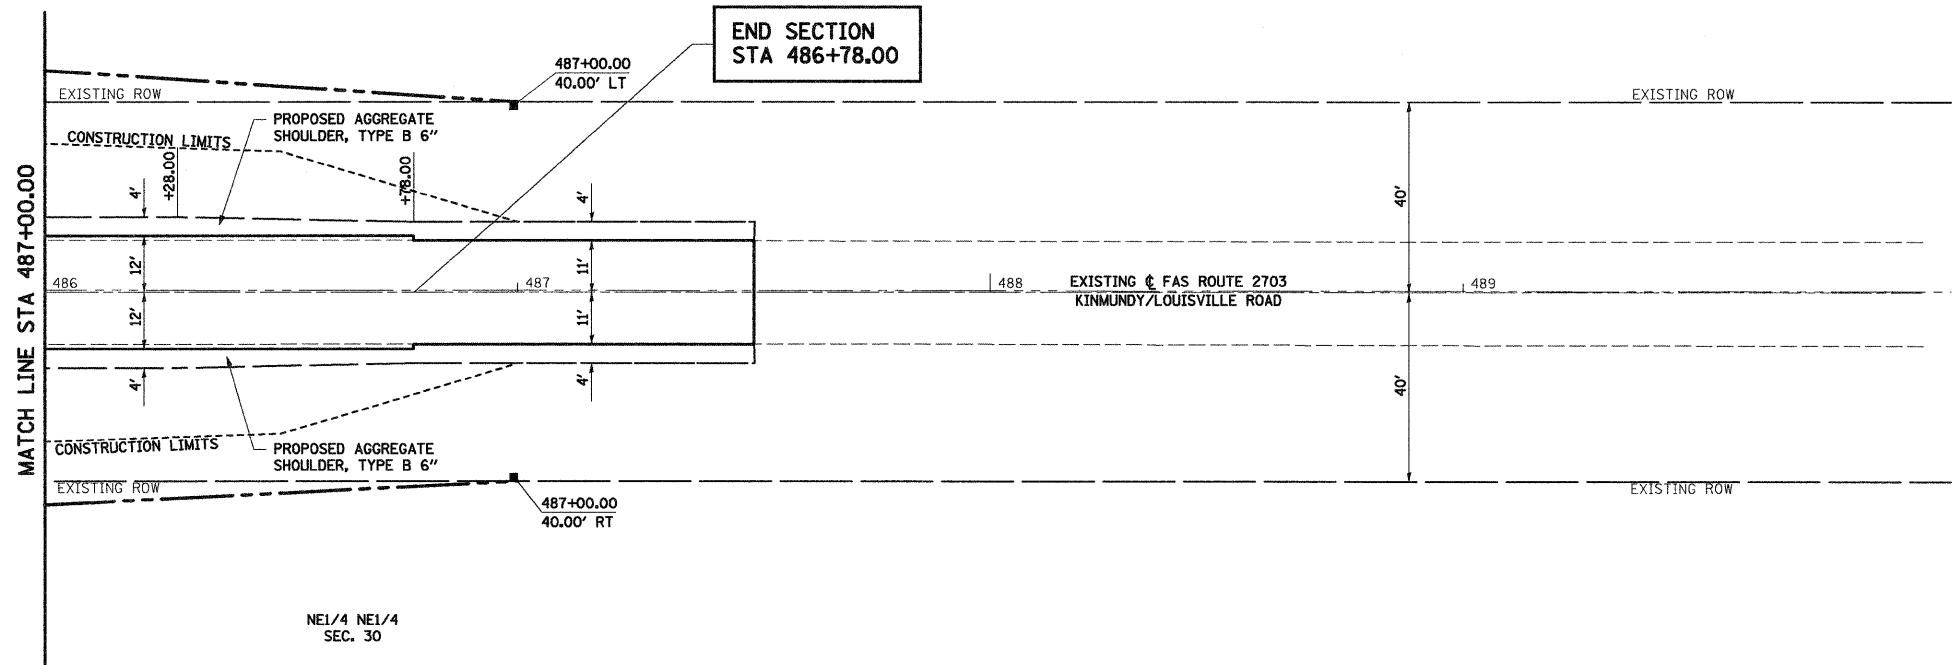 END SECTION
STA 486+78.00
487+00.00
40.00' LT
EXISTING ROW
EXISTING ROW
PROPOSED AGGREGATE
SHOULDER, TYPE B 6"
CONSTRUCTION LIMITS
+28.00
+78.00
4'
4'
40'
MATCH LINE STA 487+00.00
12'
11'
486
487
488
EXISTING ℄ FAS ROUTE 2703
KINMUNDY/LOUISVILLE ROAD
489
12'
11'
4'
4'
40'
CONSTRUCTION LIMITS
PROPOSED AGGREGATE
SHOULDER, TYPE B 6"
EXISTING ROW
EXISTING ROW
487+00.00
40.00' RT
NE1/4 NE1/4
SEC. 30